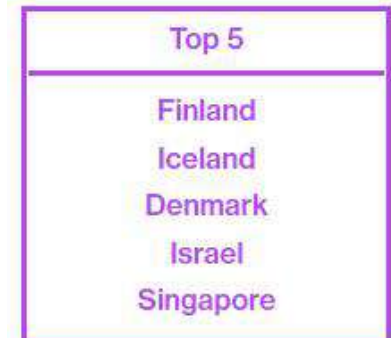 Top 5
Finland
Iceland
Denmark
Israel
Singapore